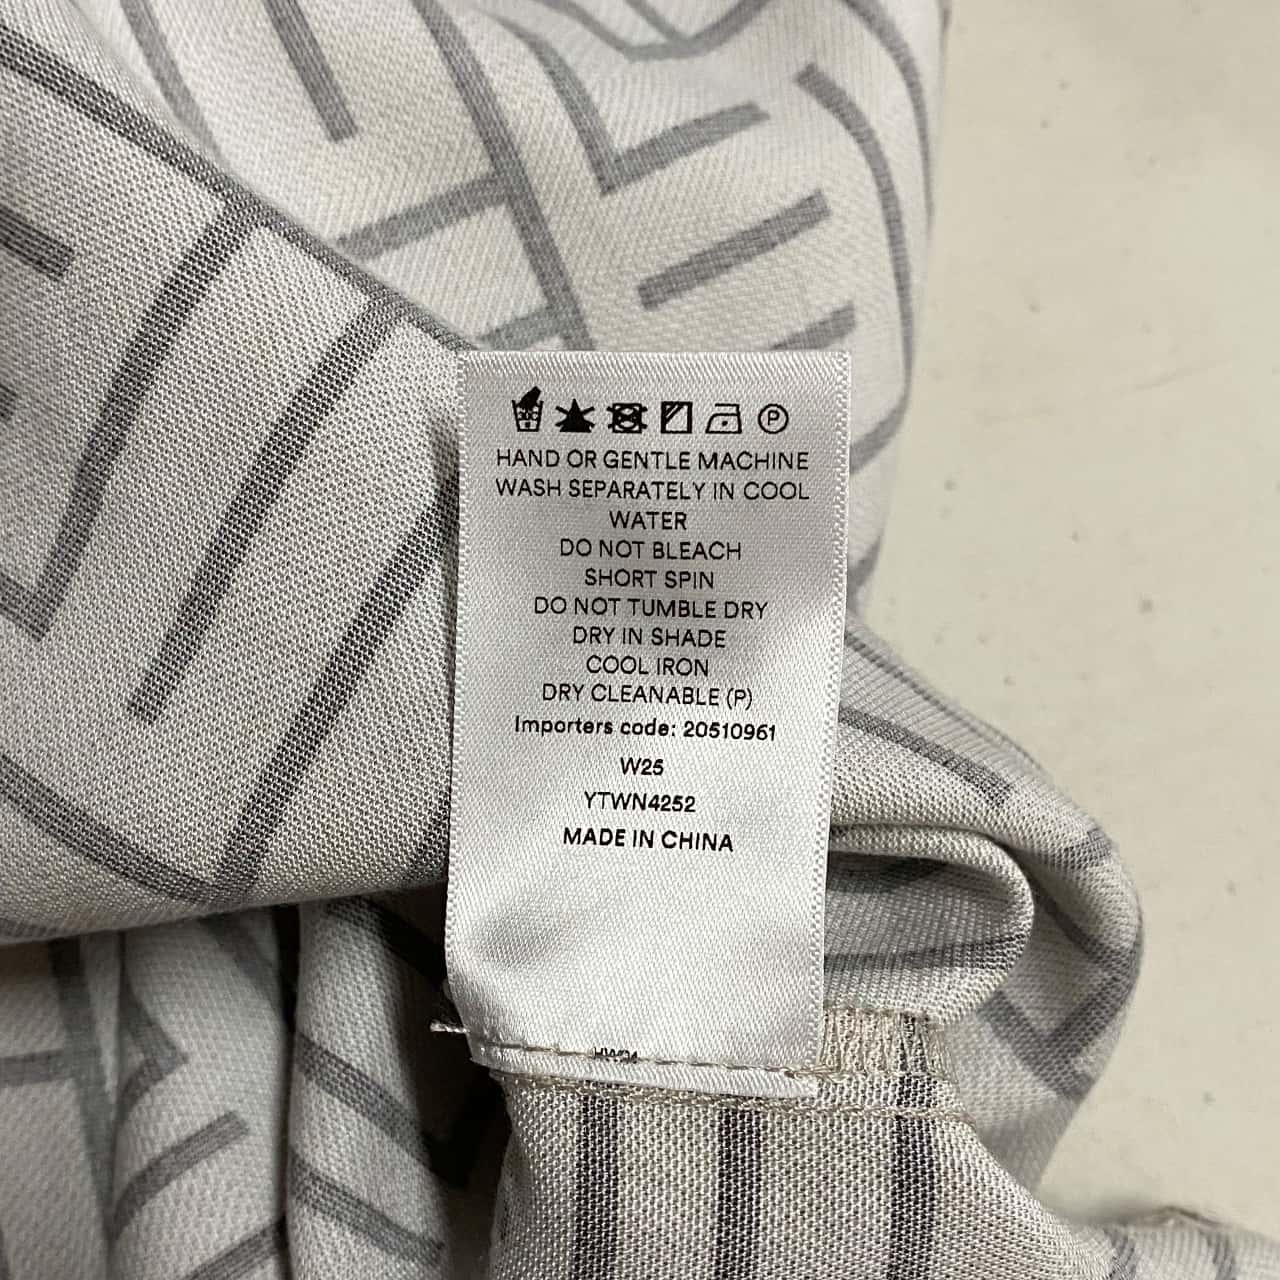 HAND OR GENTLE MACHINE
WASH SEPARATELY IN COOL
WATER
DO NOT BLEACH
SHORT SPIN
DO NOT TUMBLE DRY
DRY IN SHADE
COOL IRON
DRY CLEANABLE (P)
Importers code: 20510961
W25
YTWN4252
MADE IN CHINA